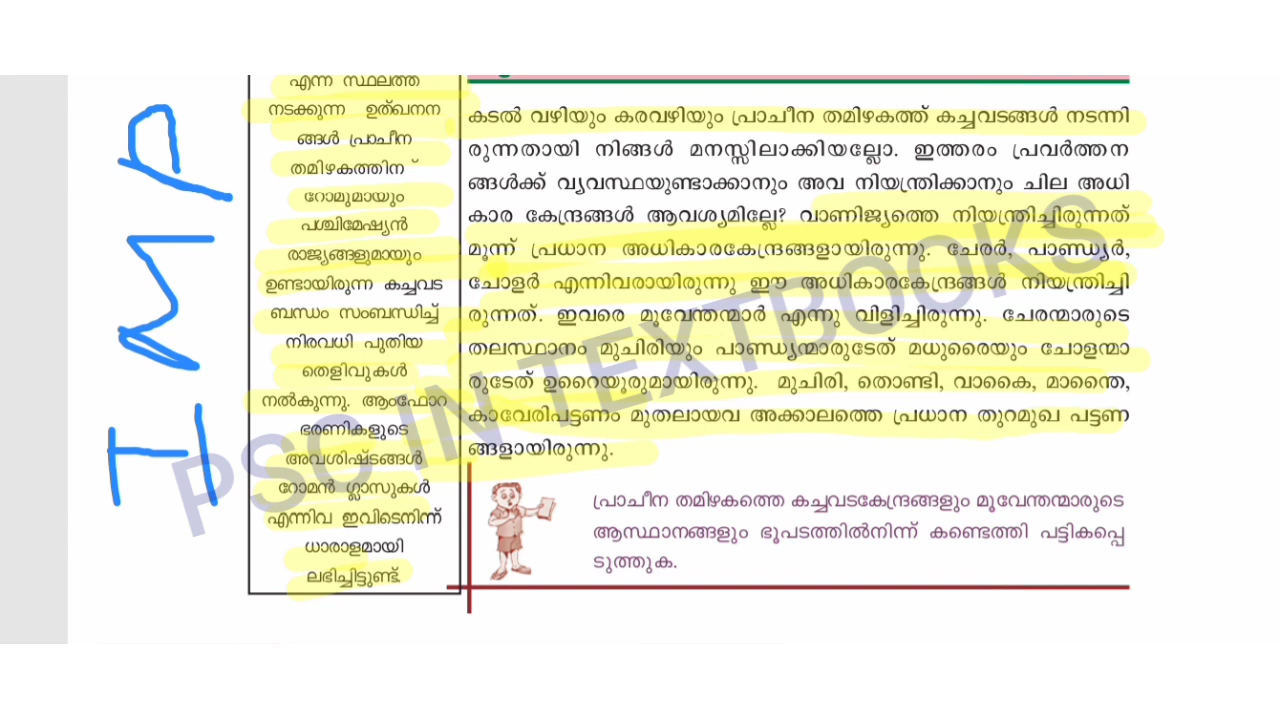 IMP
എന്ന സ്ഥലത്ത്
നടക്കുന്ന ഉത്ഖനന
ങ്ങൾ പ്രാചീന
തമിഴകത്തിന്
റോമുമായും
പശ്ചിമേഷ്യൻ
രാജ്യങ്ങളുമായും
ഉണ്ടായിരുന്ന കച്ചവട
ബന്ധം സംബന്ധിച്ച്
നിരവധി പുതിയ
തെളിവുകൾ
നൽകുന്നു. ആംഫോറ
ഭരണികളുടെ
അവശിഷ്ടങ്ങൾ
റോമൻ ഗ്ലാസുകൾ
എന്നിവ ഇവിടെനിന്ന്
ധാരാളമായി
ലഭിച്ചിട്ടുണ്ട്.
കടൽ വഴിയും കരവഴിയും പ്രാചീന തമിഴകത്ത് കച്ചവടങ്ങൾ നടന്നി
രുന്നതായി നിങ്ങൾ മനസ്സിലാക്കിയല്ലോ. ഇത്തരം പ്രവർത്തന
ങ്ങൾക്ക് വ്യവസ്ഥയുണ്ടാക്കാനും അവ നിയന്ത്രിക്കാനും ചില അധി
കാര കേന്ദ്രങ്ങൾ ആവശ്യമില്ലേ? വാണിജ്യത്തെ നിയന്ത്രിച്ചിരുന്നത്
മൂന്ന് പ്രധാന അധികാരകേന്ദ്രങ്ങളായിരുന്നു. ചേരർ, പാണ്ഡ്യർ,
ചോളർ എന്നിവരായിരുന്നു ഈ അധികാരകേന്ദ്രങ്ങൾ നിയന്ത്രിച്ചി
രുന്നത്. ഇവരെ മൂവേന്തന്മാർ എന്നു വിളിച്ചിരുന്നു. ചേരന്മാരുടെ
തലസ്ഥാനം മുചിരിയും പാണ്ഡ്യന്മാരുടേത് മധുരൈയും ചോളന്മാ
രുടേത് ഉറൈയൂരുമായിരുന്നു. മുചിരി, തൊണ്ടി, വാകൈ, മാന്തൈ,
കാവേരിപട്ടണം മുതലായവ അക്കാലത്തെ പ്രധാന തുറമുഖ പട്ടണ
ങ്ങളായിരുന്നു.
പ്രാചീന തമിഴകത്തെ കച്ചവടകേന്ദ്രങ്ങളും മൂവേന്തന്മാരുടെ
ആസ്ഥാനങ്ങളും ഭൂപടത്തിൽനിന്ന് കണ്ടെത്തി പട്ടികപ്പെ
ടുത്തുക.
PSC IN TEXTBOOKS